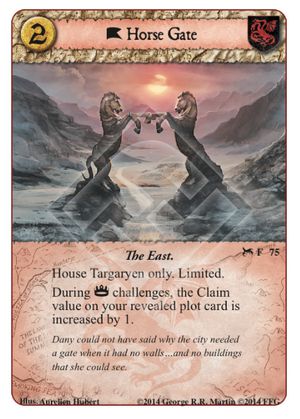 2
Horse Gate
The East.
F 75
House Targaryen only. Limited.
During challenges, the Claim
value on your revealed plot card is
increased by 1.
Dany could not have said why the city needed
a gate when it had no walls...and no buildings
that she could see.
Illus. Aurelien Hubert ©2014 George R.R. Martin ©2014 FFG